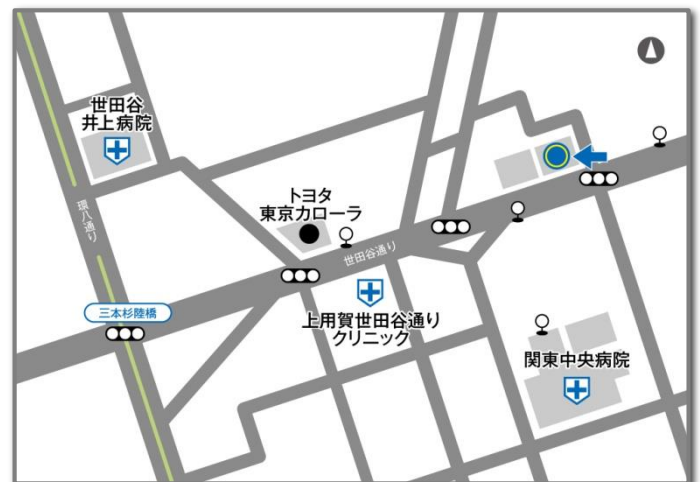 世田谷
井上病院
トヨタ
東京カローラ
環八通り
世田谷通り
三本杉陸橋
上用賀世田谷通り
クリニック
関東中央病院